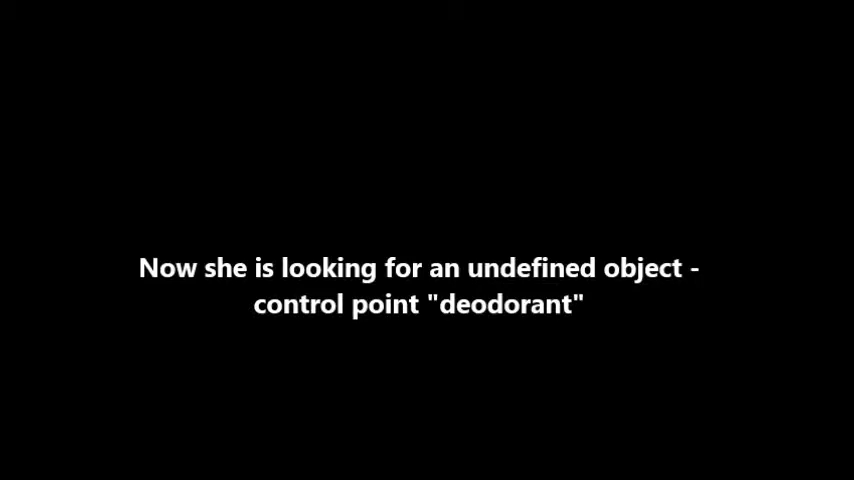 Now she is looking for an undefined object -
control point "deodorant"